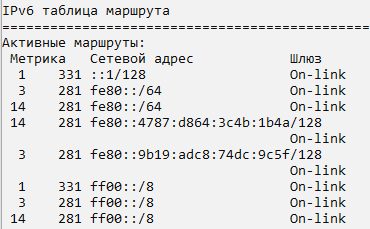 IPv6 таблица маршрута
===========================================
Активные маршруты:
Метрика   Сетевой адрес            Шлюз
  1    331 ::1/128                  On-link
  3    281 fe80::/64                On-link
 14    281 fe80::/64                On-link
 14    281 fe80::4787:d864:3c4b:1b4a/128
                                    On-link
  3    281 fe80::9b19:adc8:74dc:9c5f/128
                                    On-link
  1    331 ff00::/8                 On-link
  3    281 ff00::/8                 On-link
 14    281 ff00::/8                 On-link